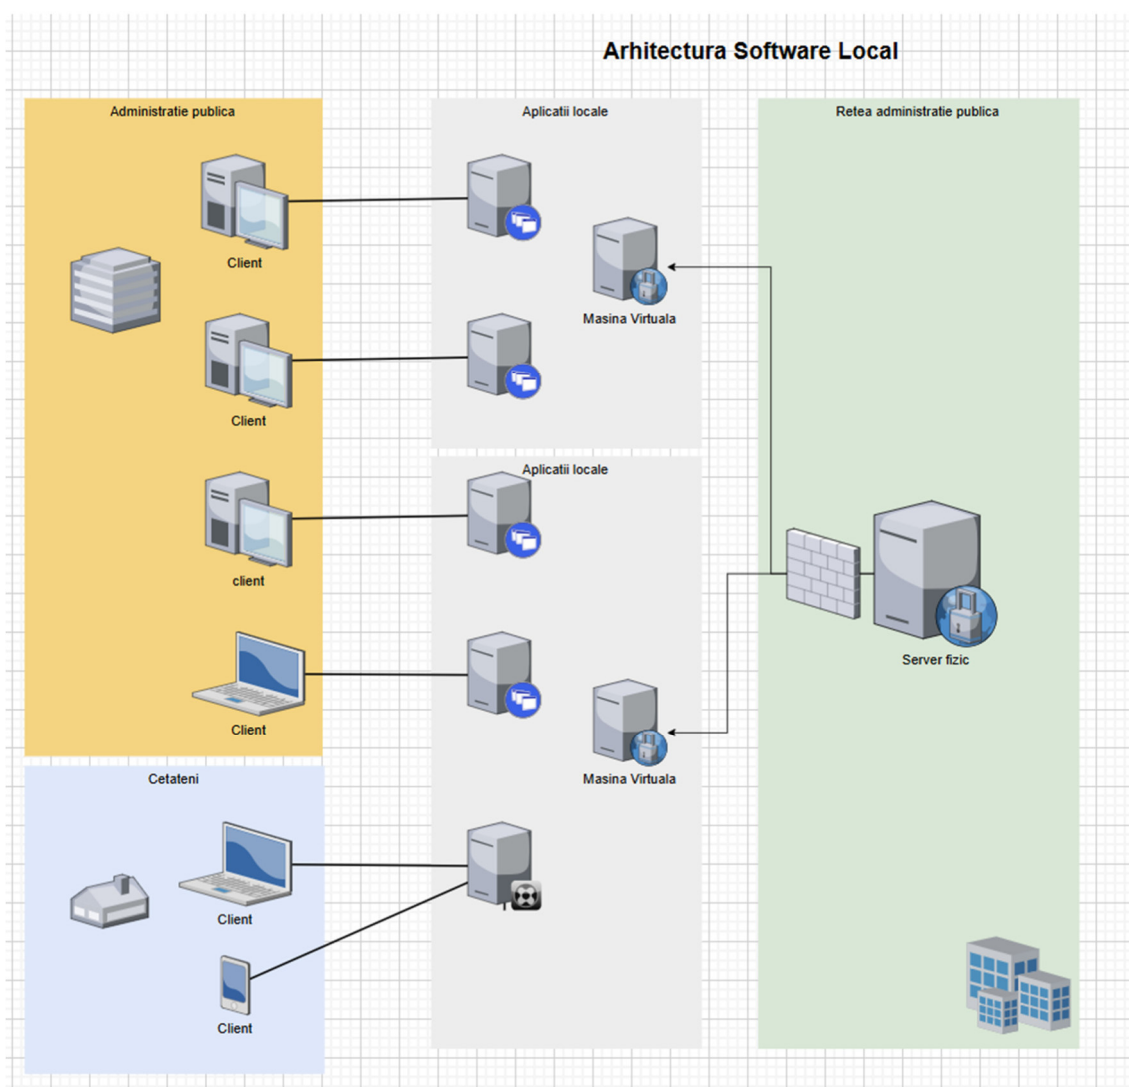 Arhitectura Software Local
Administratie publica
Client
Client
client
Client
Cetateni
Client
Client
Aplicatii locale
Masina Virtuala
Aplicatii locale
Masina Virtuala
Retea administratie publica
Server fizic